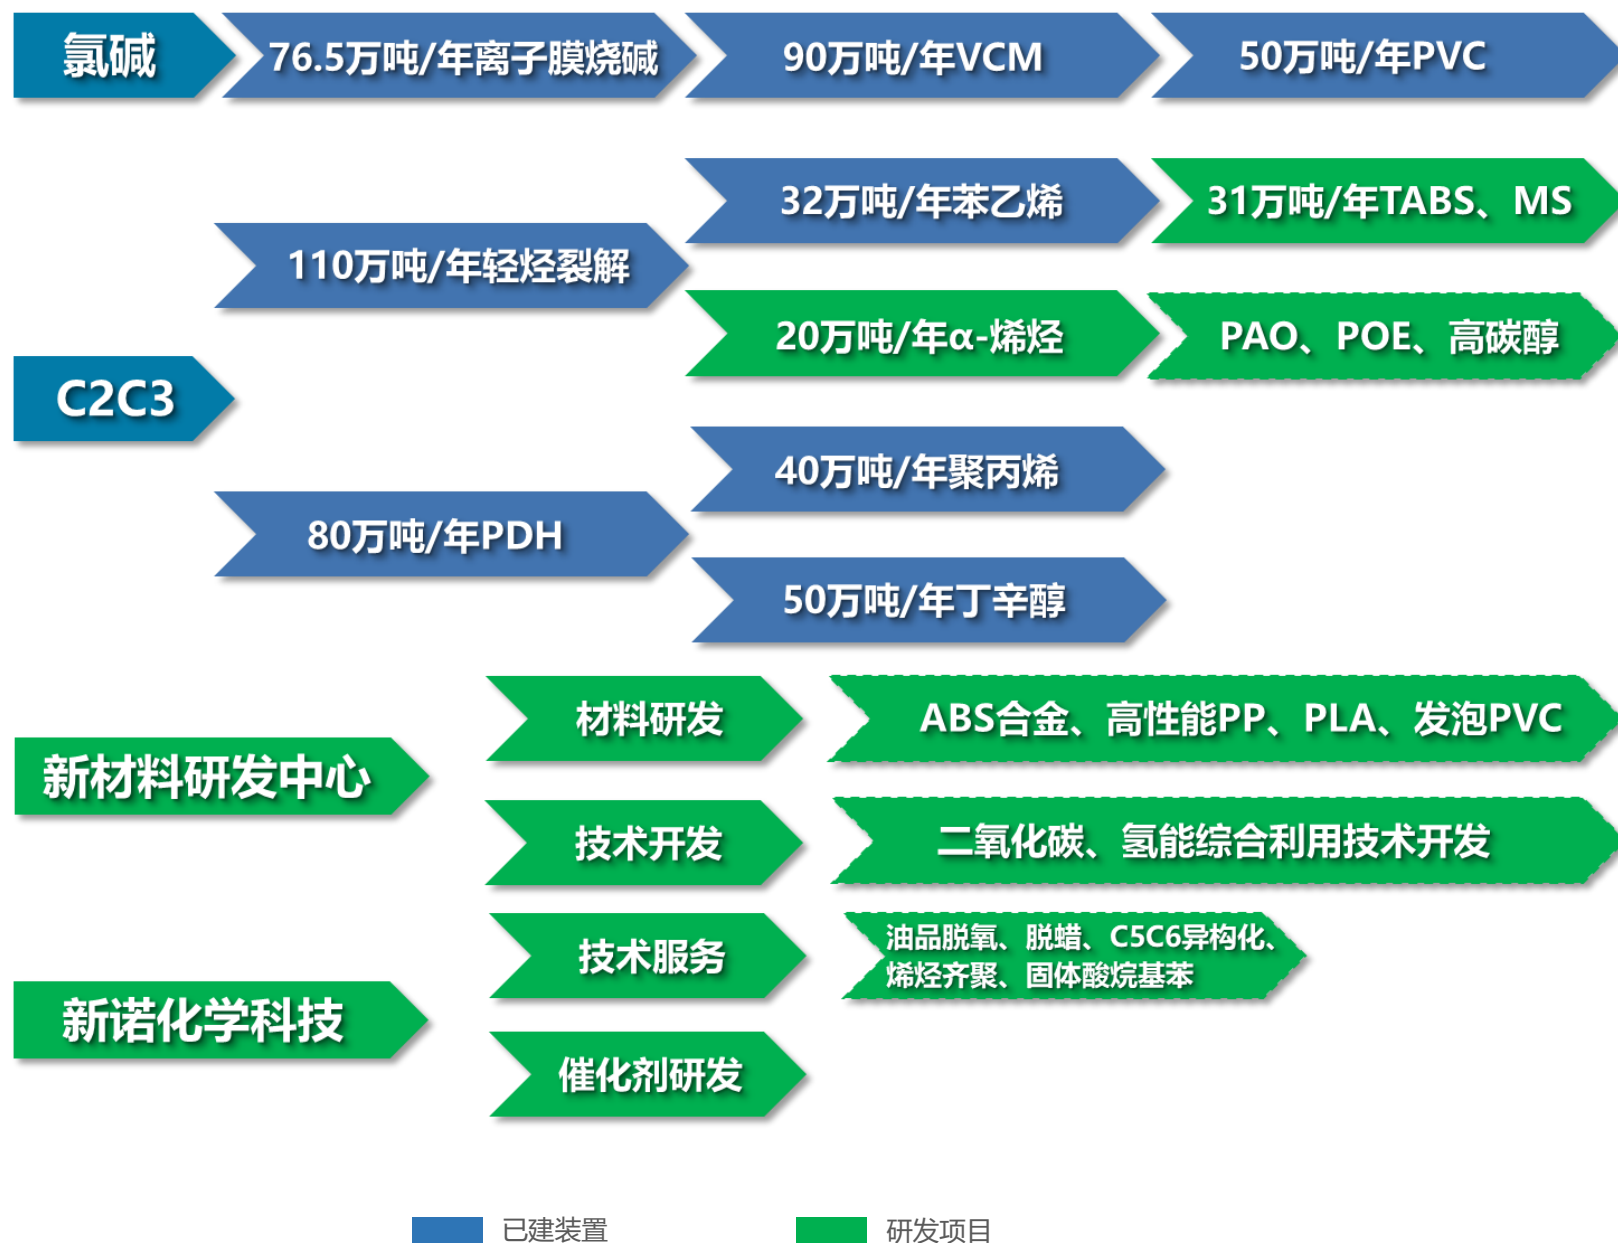 氯碱
76.5万吨/年离子膜烧碱
90万吨/年VCM
50万吨/年PVC
32万吨/年苯乙烯
31万吨/年TABS、MS
110万吨/年轻烃裂解
20万吨/年α-烯烃
PAO、POE、高碳醇
C2C3
40万吨/年聚丙烯
80万吨/年PDH
50万吨/年丁辛醇
材料研发
ABS合金、高性能PP、PLA、发泡PVC
新材料研发中心
技术开发
二氧化碳、氢能综合利用技术开发
技术服务
油品脱氧、脱蜡、C5C6异构化、
烯烃齐聚、固体酸烷基苯
新诺化学科技
催化剂研发
已建装置
研发项目